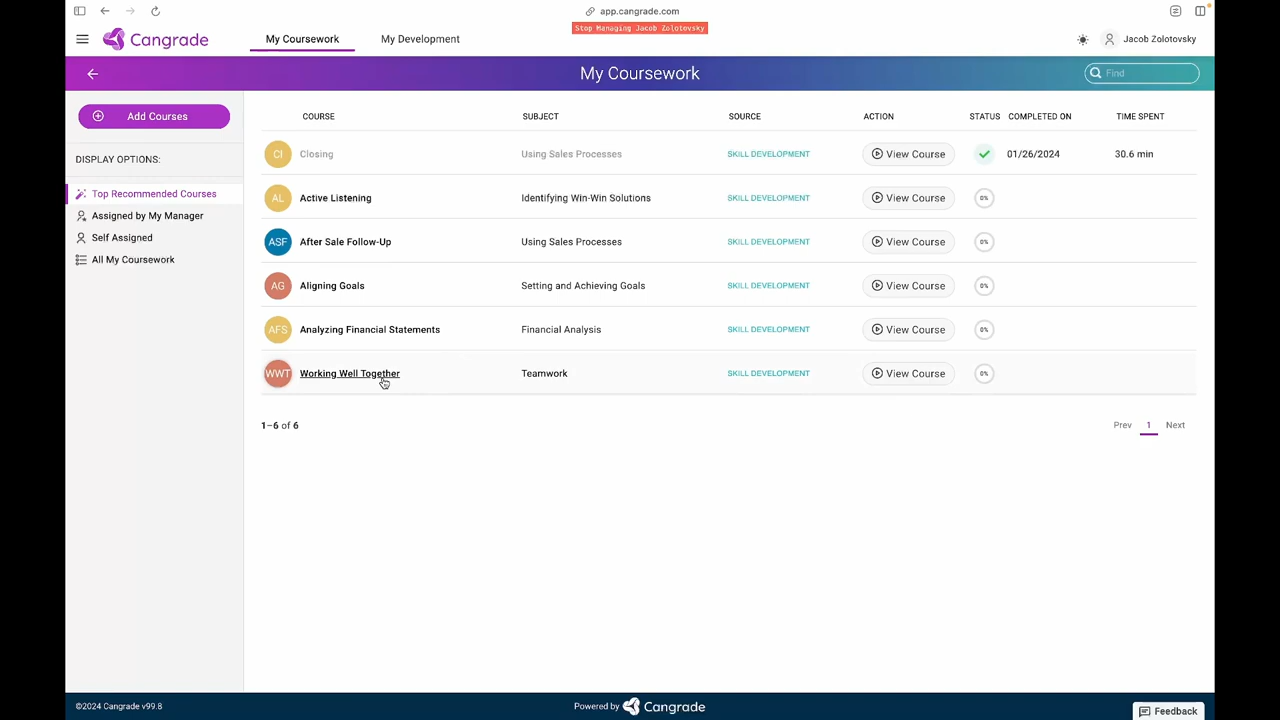 app.cangrade.com
Stop Managing Jacob Zolotovsky
Cangrade
My Coursework
My Development
Jacob Zolotovsky
My Coursework
Find
Add Courses
DISPLAY OPTIONS:
Top Recommended Courses
Assigned by My Manager
Self Assigned
All My Coursework
COURSE SUBJECT SOURCE ACTION STATUS COMPLETED ON TIME SPENT
CI Closing Using Sales Processes SKILL DEVELOPMENT View Course 01/26/2024 30.6 min
AL Active Listening Identifying Win-Win Solutions SKILL DEVELOPMENT View Course 0%
ASF After Sale Follow-Up Using Sales Processes SKILL DEVELOPMENT View Course 0%
AG Aligning Goals Setting and Achieving Goals SKILL DEVELOPMENT View Course 0%
AFS Analyzing Financial Statements Financial Analysis SKILL DEVELOPMENT View Course 0%
WWT Working Well Together Teamwork SKILL DEVELOPMENT View Course 0%
1–6 of 6
Prev 1 Next
©2024 Cangrade v99.8
Powered by Cangrade
Feedback